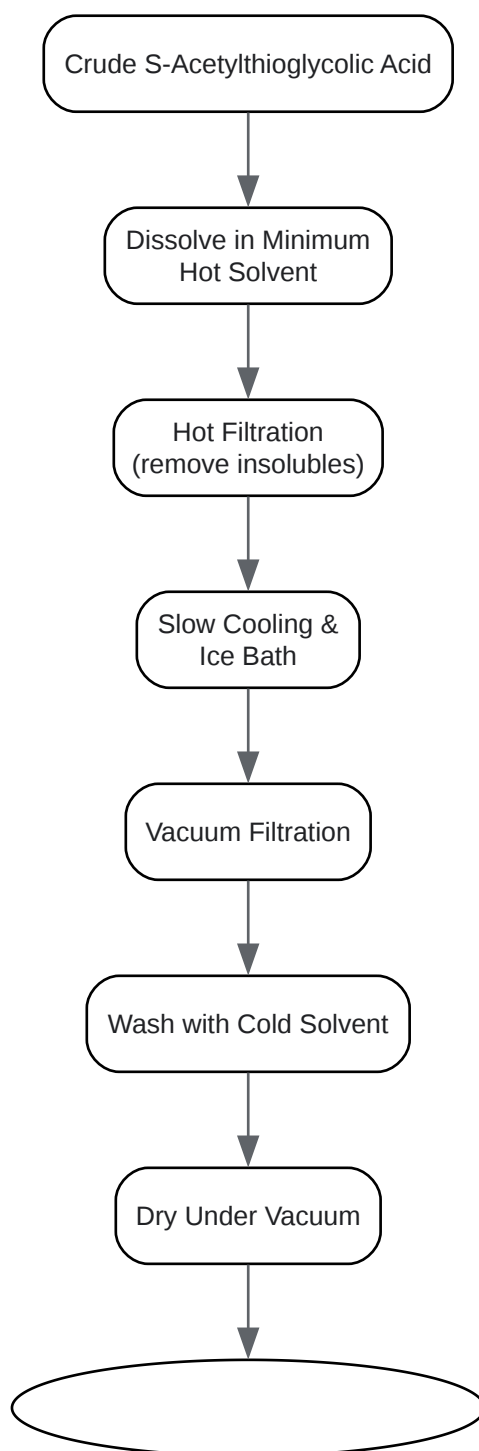 Crude S-Acetylthioglycolic Acid
Dissolve in Minimum
Hot Solvent
Hot Filtration
(remove insolubles)
Slow Cooling &
Ice Bath
Vacuum Filtration
Wash with Cold Solvent
Dry Under Vacuum